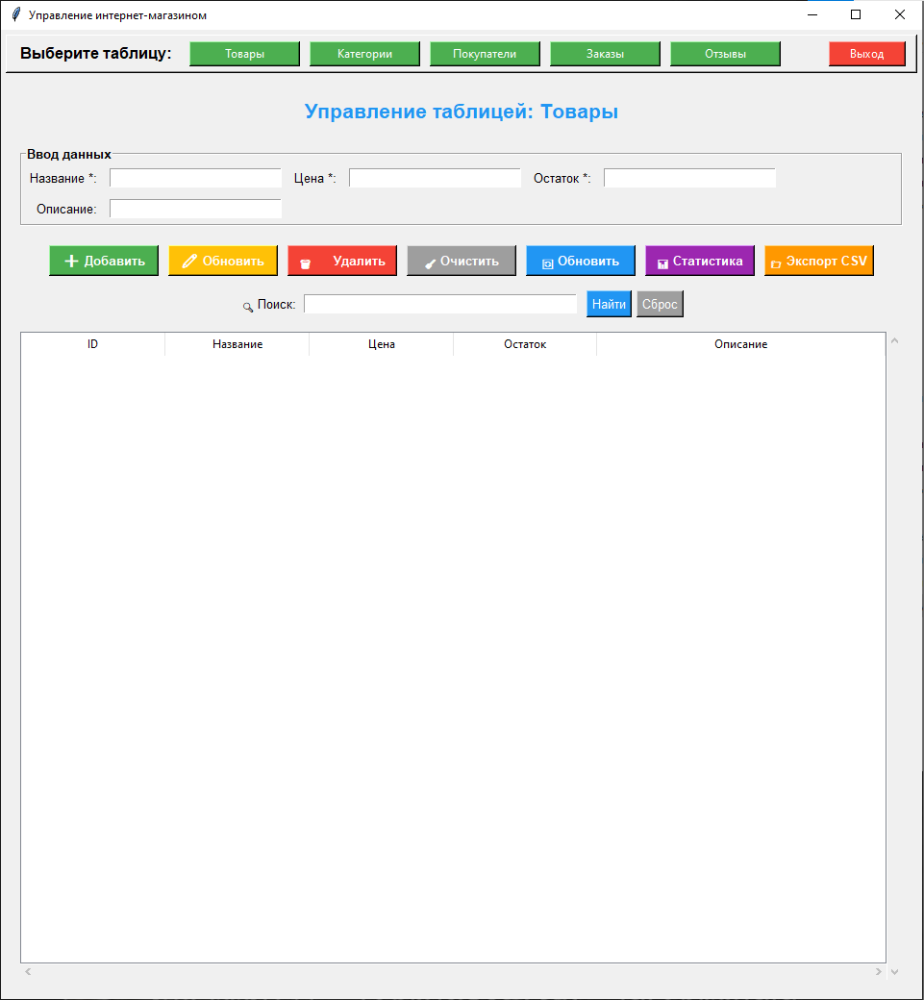 Управление интернет-магазином
Выберите таблицу: Товары Категории Покупатели Заказы Отзывы Выход
Управление таблицей: Товары
Ввод данных
Название *: Цена *: Остаток *:
Описание:
Добавить Обновить Удалить Очистить Обновить Статистика Экспорт CSV
Поиск: Найти Сброс
ID Название Цена Остаток Описание